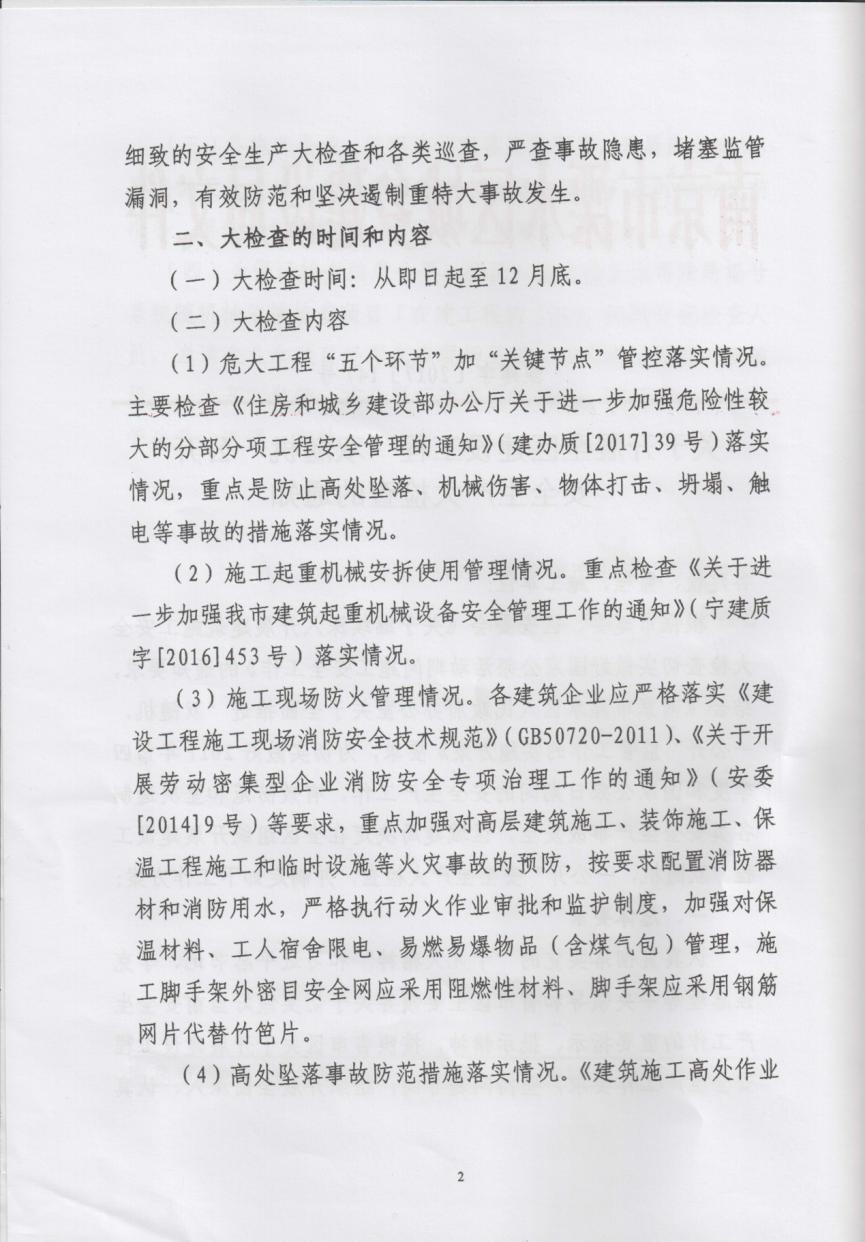 细致的安全生产大检查和各类巡查，严查事故隐患，堵塞监管
漏洞，有效防范和坚决遏制重特大事故发生。
二、大检查的时间和内容
（一）大检查时间：从即日起至12月底。
（二）大检查内容
（1）危大工程“五个环节”加“关键节点”管控落实情况。
主要检查《住房和城乡建设部办公厅关于进一步加强危险性较
大的分部分项工程安全管理的通知》（建办质[2017]39号）落实
情况，重点是防止高处坠落、机械伤害、物体打击、坍塌、触
电等事故的措施落实情况。
（2）施工起重机械安拆使用管理情况。重点检查《关于进
一步加强我市建筑起重机械设备安全管理工作的通知》（宁建质
字[2016]453号）落实情况。
（3）施工现场防火管理情况。各建筑企业应严格落实《建
设工程施工现场消防安全技术规范》（GB50720-2011）、《关于开
展劳动密集型企业消防安全专项治理工作的通知》（安委
[2014]9号）等要求，重点加强对高层建筑施工、装饰施工、保
温工程施工和临时设施等火灾事故的预防，按要求配置消防器
材和消防用水，严格执行动火作业审批和监护制度，加强对保
温材料、工人宿舍限电、易燃易爆物品（含煤气包）管理，施
工脚手架外密目安全网应采用阻燃性材料、脚手架应采用钢筋
网片代替竹笆片。
（4）高处坠落事故防范措施落实情况。《建筑施工高处作业
2